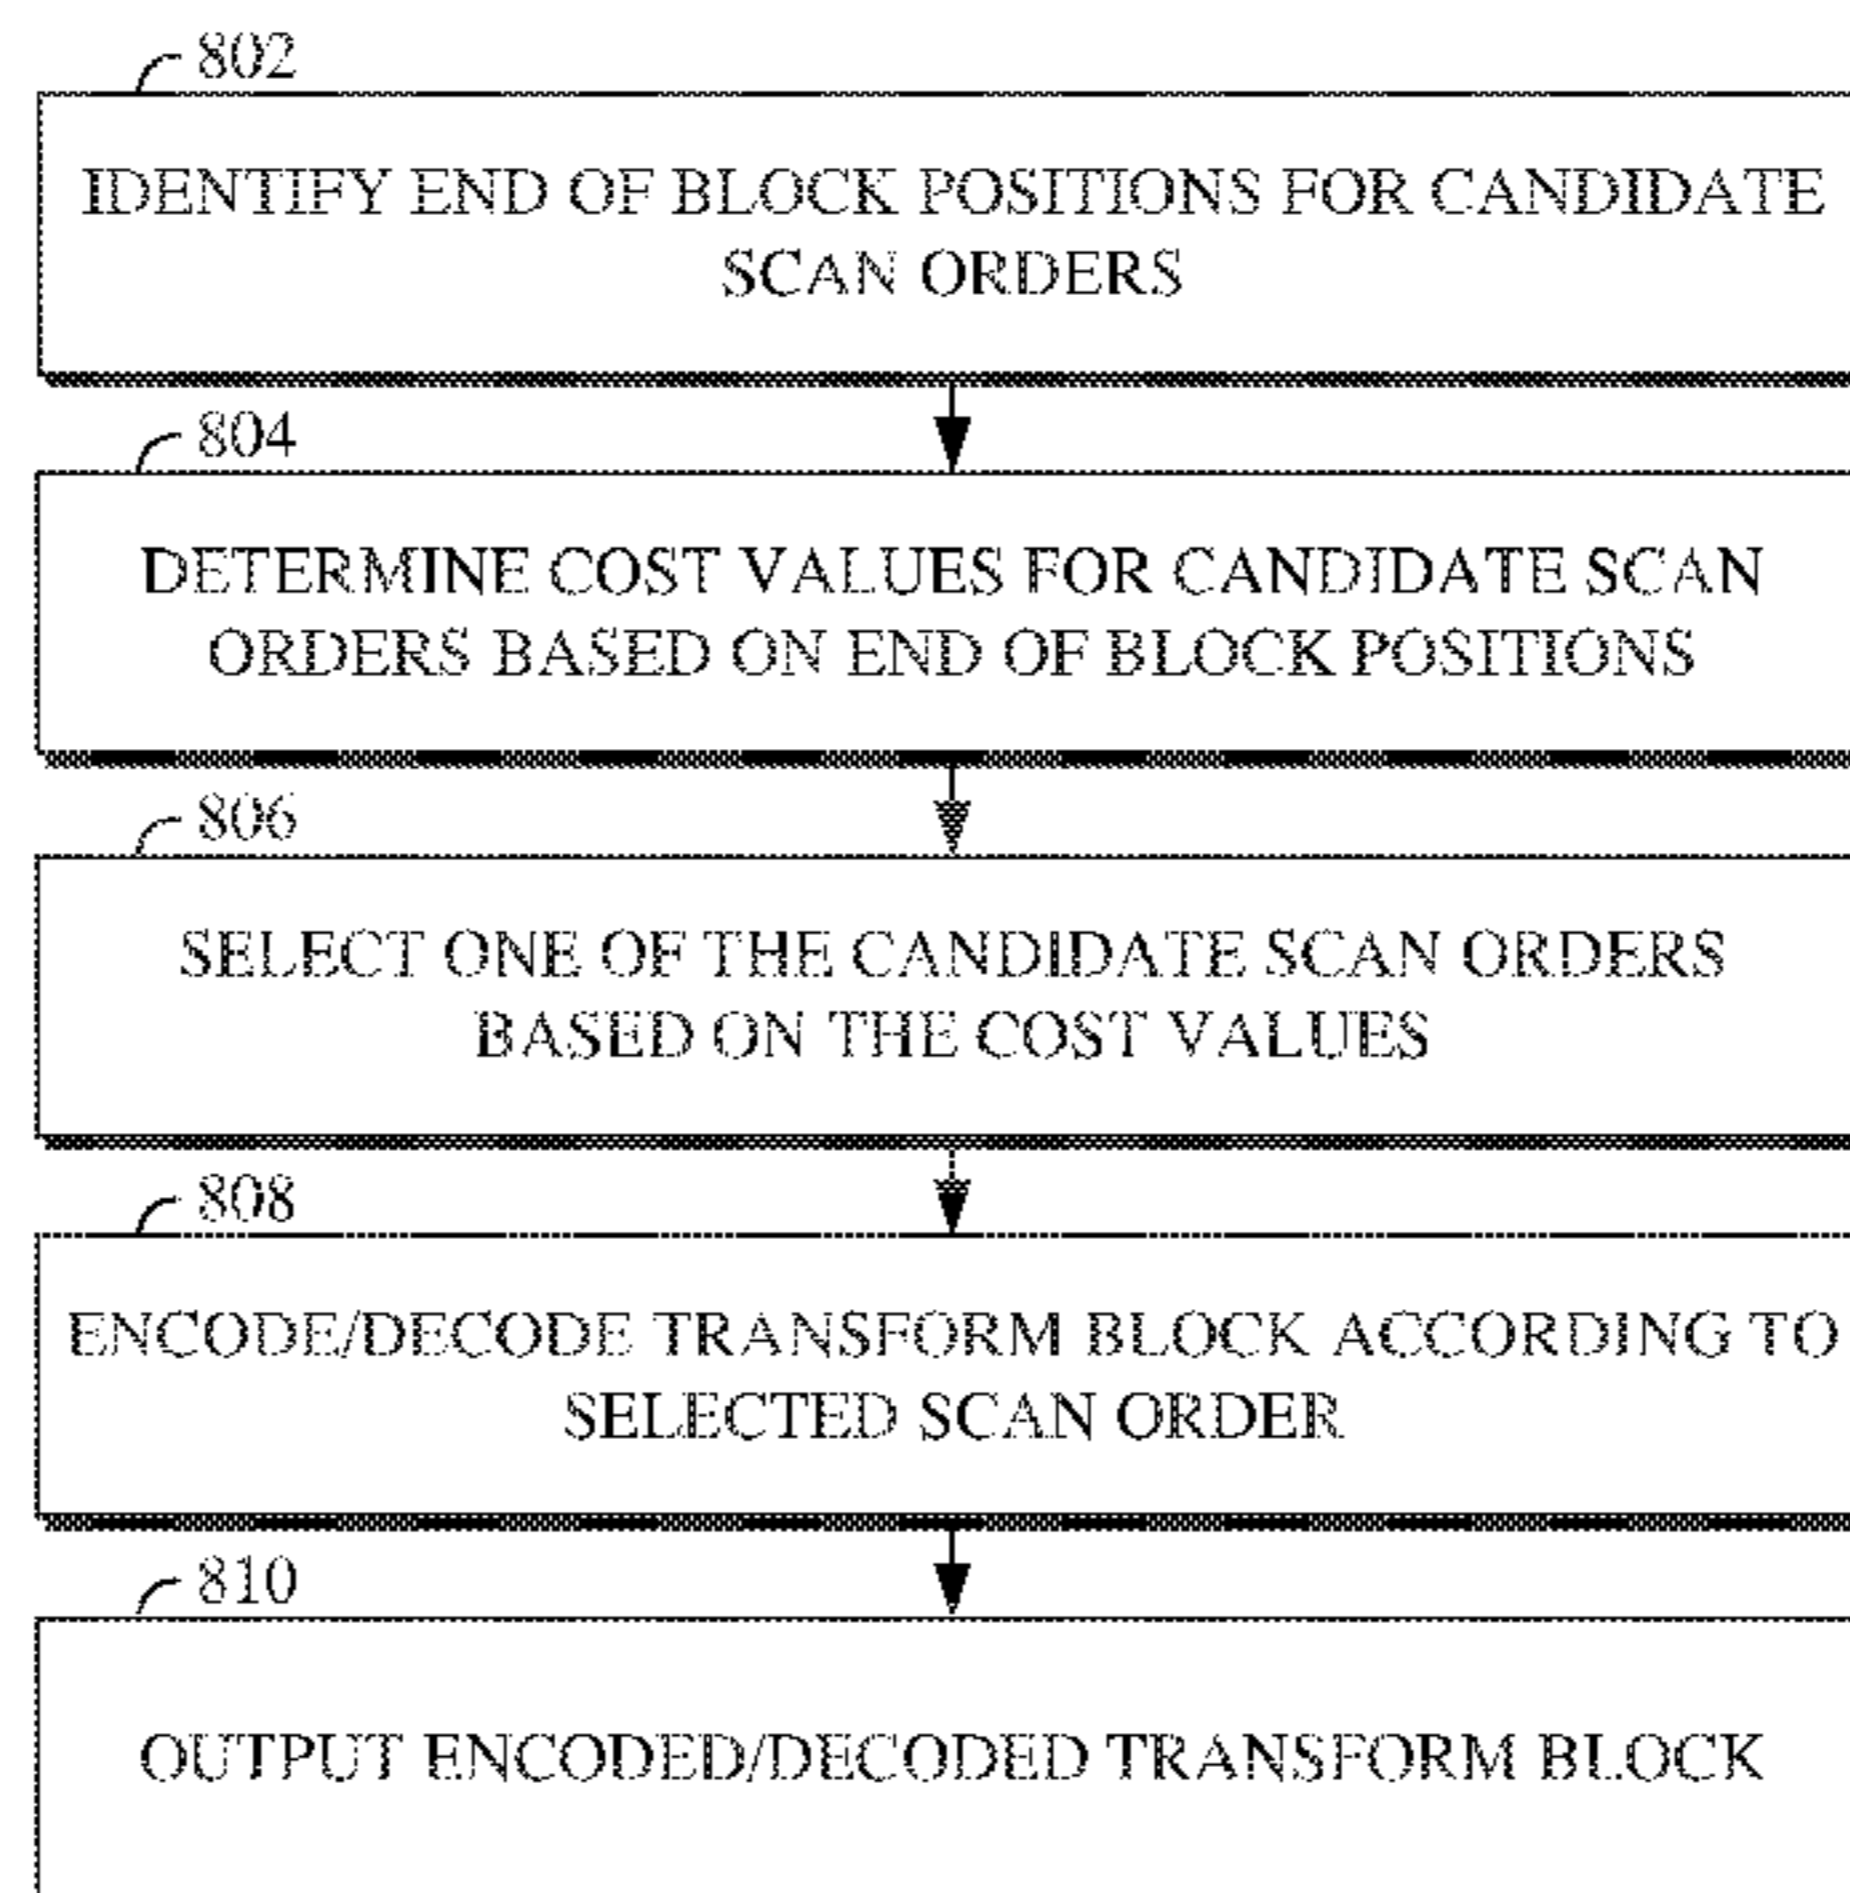 802
IDENTIFY END OF BLOCK POSITIONS FOR CANDIDATE
SCAN ORDERS
804
DETERMINE COST VALUES FOR CANDIDATE SCAN
ORDERS BASED ON END OF BLOCK POSITIONS
806
SELECT ONE OF THE CANDIDATE SCAN ORDERS
BASED ON THE COST VALUES
808
ENCODE/DECODE TRANSFORM BLOCK ACCORDING TO
SELECTED SCAN ORDER
810
OUTPUT ENCODED/DECODED TRANSFORM BLOCK